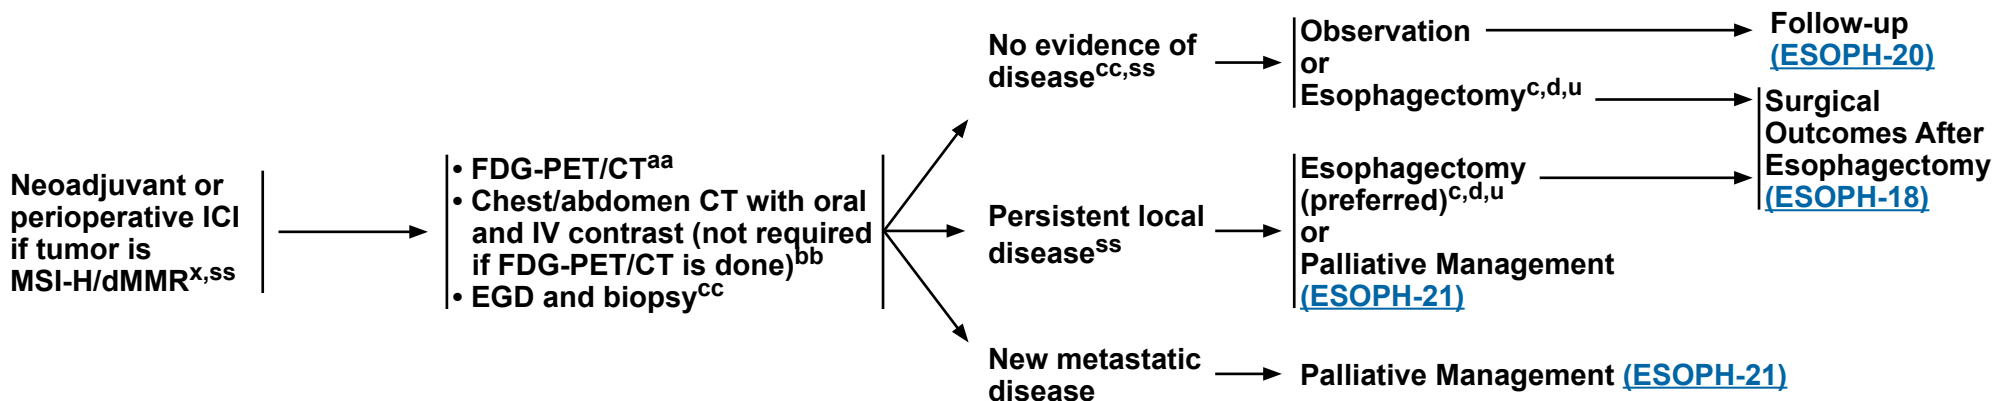 Neoadjuvant or
perioperative ICI
if tumor is
MSI-H/dMMRx,ss
• FDG-PET/CTaa
• Chest/abdomen CT with oral
and IV contrast (not required
if FDG-PET/CT is done)bb
• EGD and biopsycc
No evidence of
diseasecc,ss
Observation
or
Esophagectomyc,d,u
Follow-up
(ESOPH-20)
Surgical
Outcomes After
Esophagectomy
(ESOPH-18)
Persistent local
diseasess
Esophagectomy
(preferred)c,d,u
or
Palliative Management
(ESOPH-21)
New metastatic
disease
Palliative Management (ESOPH-21)